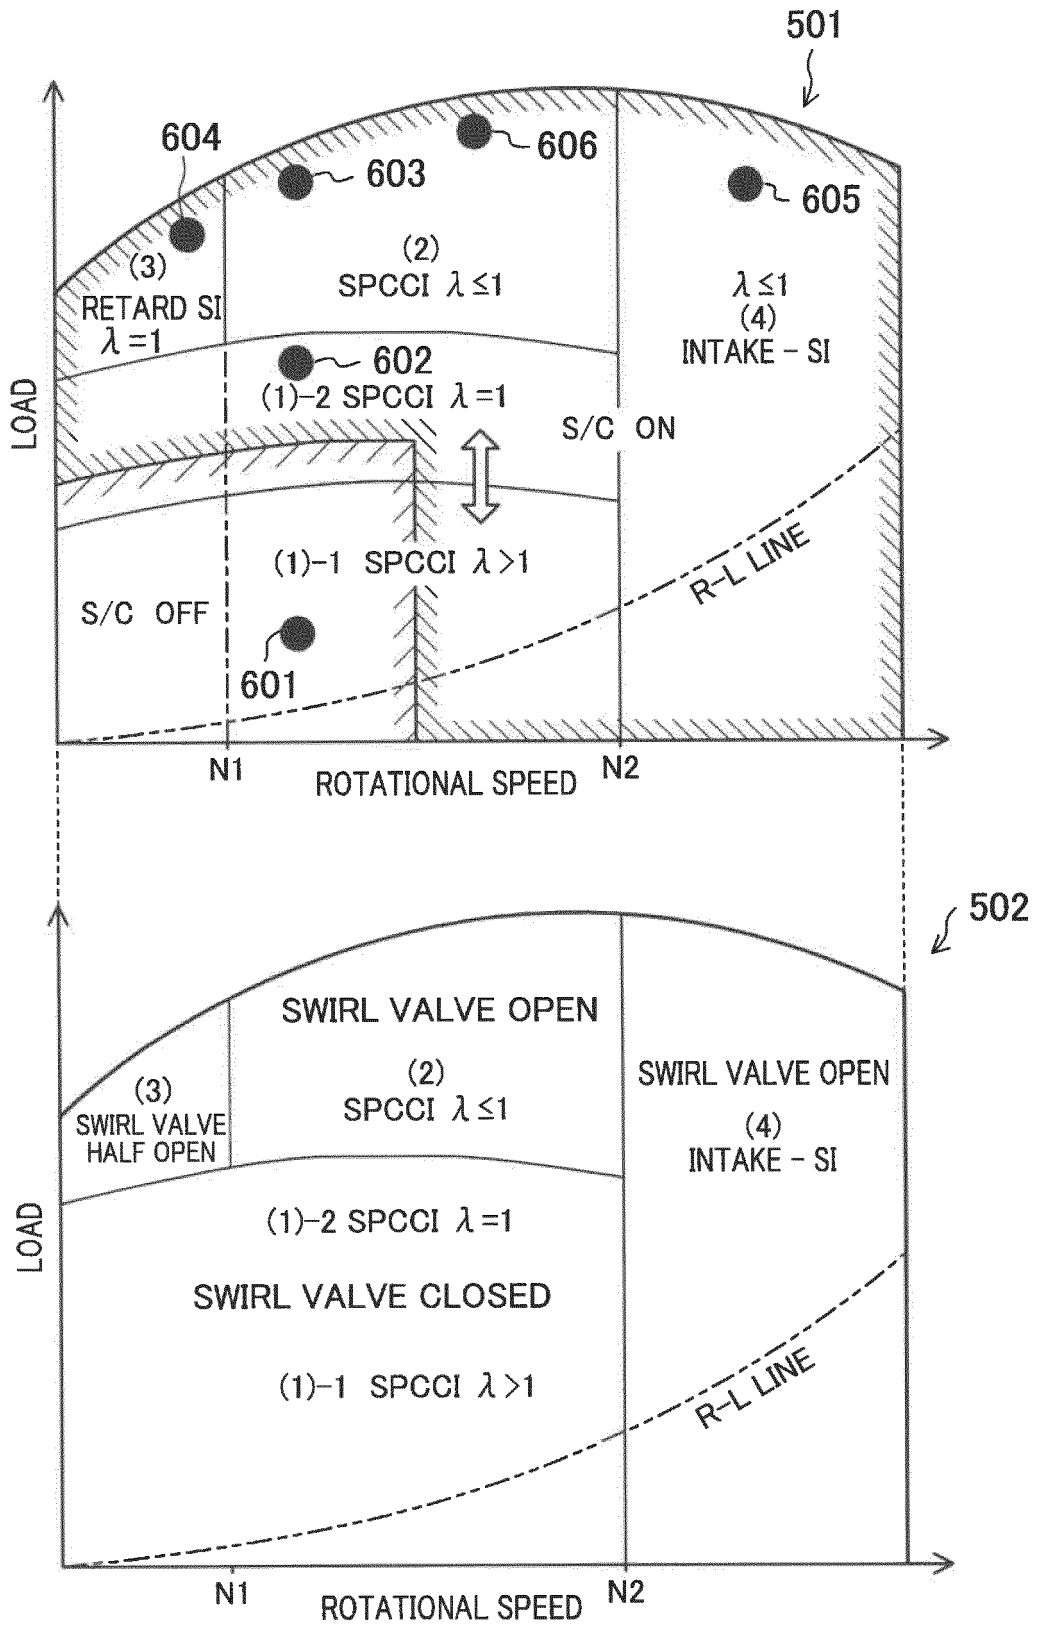 501
604
603
606
605
(3)
RETARD SI
λ=1
(2)
SPCCI λ≤1
λ≤1
(4)
INTAKE-SI
602
(1)-2 SPCCI λ=1
S/C ON
LOAD
(1)-1 SPCCI λ>1
R-L LINE
S/C OFF
601
N1
N2
ROTATIONAL SPEED
502
SWIRL VALVE OPEN
(2)
SPCCI λ≤1
SWIRL VALVE OPEN
(4)
INTAKE-SI
(3)
SWIRL VALVE
HALF OPEN
(1)-2 SPCCI λ=1
LOAD
SWIRL VALVE CLOSED
(1)-1 SPCCI λ>1
R-L LINE
N1
N2
ROTATIONAL SPEED